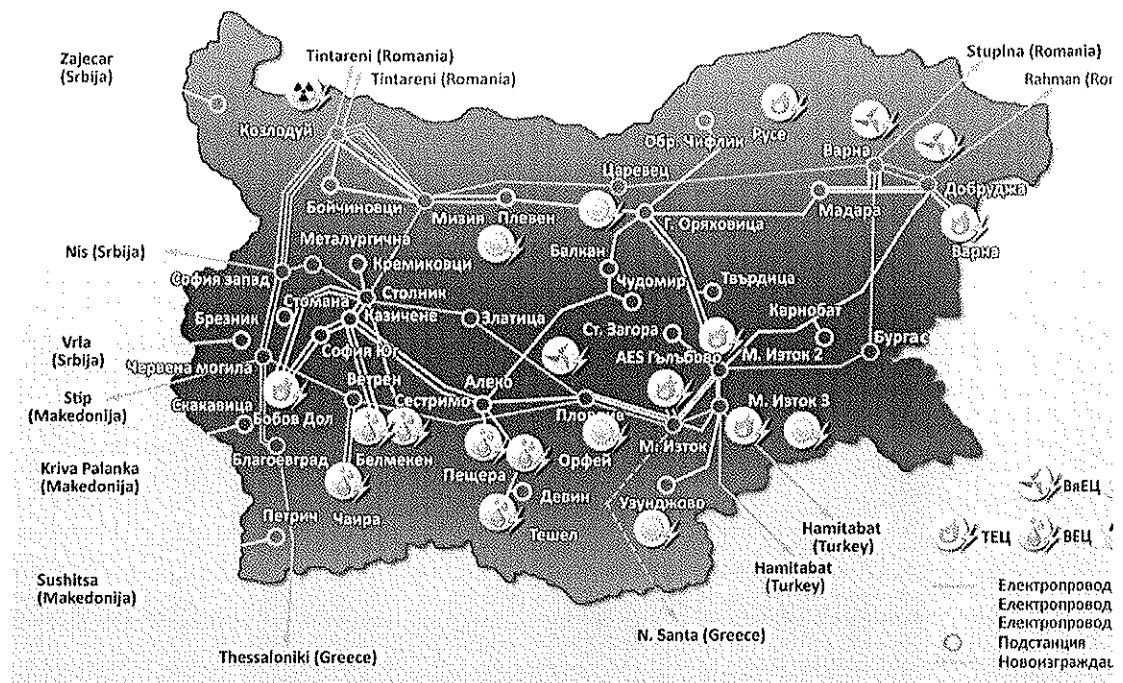 Zajecar
(Srbija)
Tintareni (Romania)
Tintareni (Romania)
Stuplna (Romania)
Rahman (Ror
Козлодуй
Обр. Чифлик
Русе
Варна
Царевец
Добруджа
Бойчиновци
Мизия
Плевен
Г. Оряховица
Мадара
Варна
Nis (Srbija)
Металургична
Балкан
София запад
Кремиковци
Чудомир
Твърдица
Стомана
Столник
Брезник
Казичене
Златица
Ст. Загора
Карнобат
Vrla
(Srbija)
София Юг
AES Гълъбово
М. Изток 2
Бургас
Червена могила
Stip
(Makedonija)
Ветрен
Алеко
Скакавица
Бобов Дол
Сестримо
Пловдив
М. Изток 3
Благоевград
Белмекен
Пещера
Орфей
М. Изток
Kriva Palanka
(Makedonija)
Девин
Узунджово
ВяЕЦ
Петрич
Чаира
Тешел
Hamitabat
(Turkey)
ТЕЦ
ВЕЦ
Hamitabat
(Turkey)
Sushitsa
(Makedonija)
Електропровод
Електропровод
Електропровод
N. Santa (Greece)
Подстанция
Thessaloniki (Greece)
Новоизграждащ